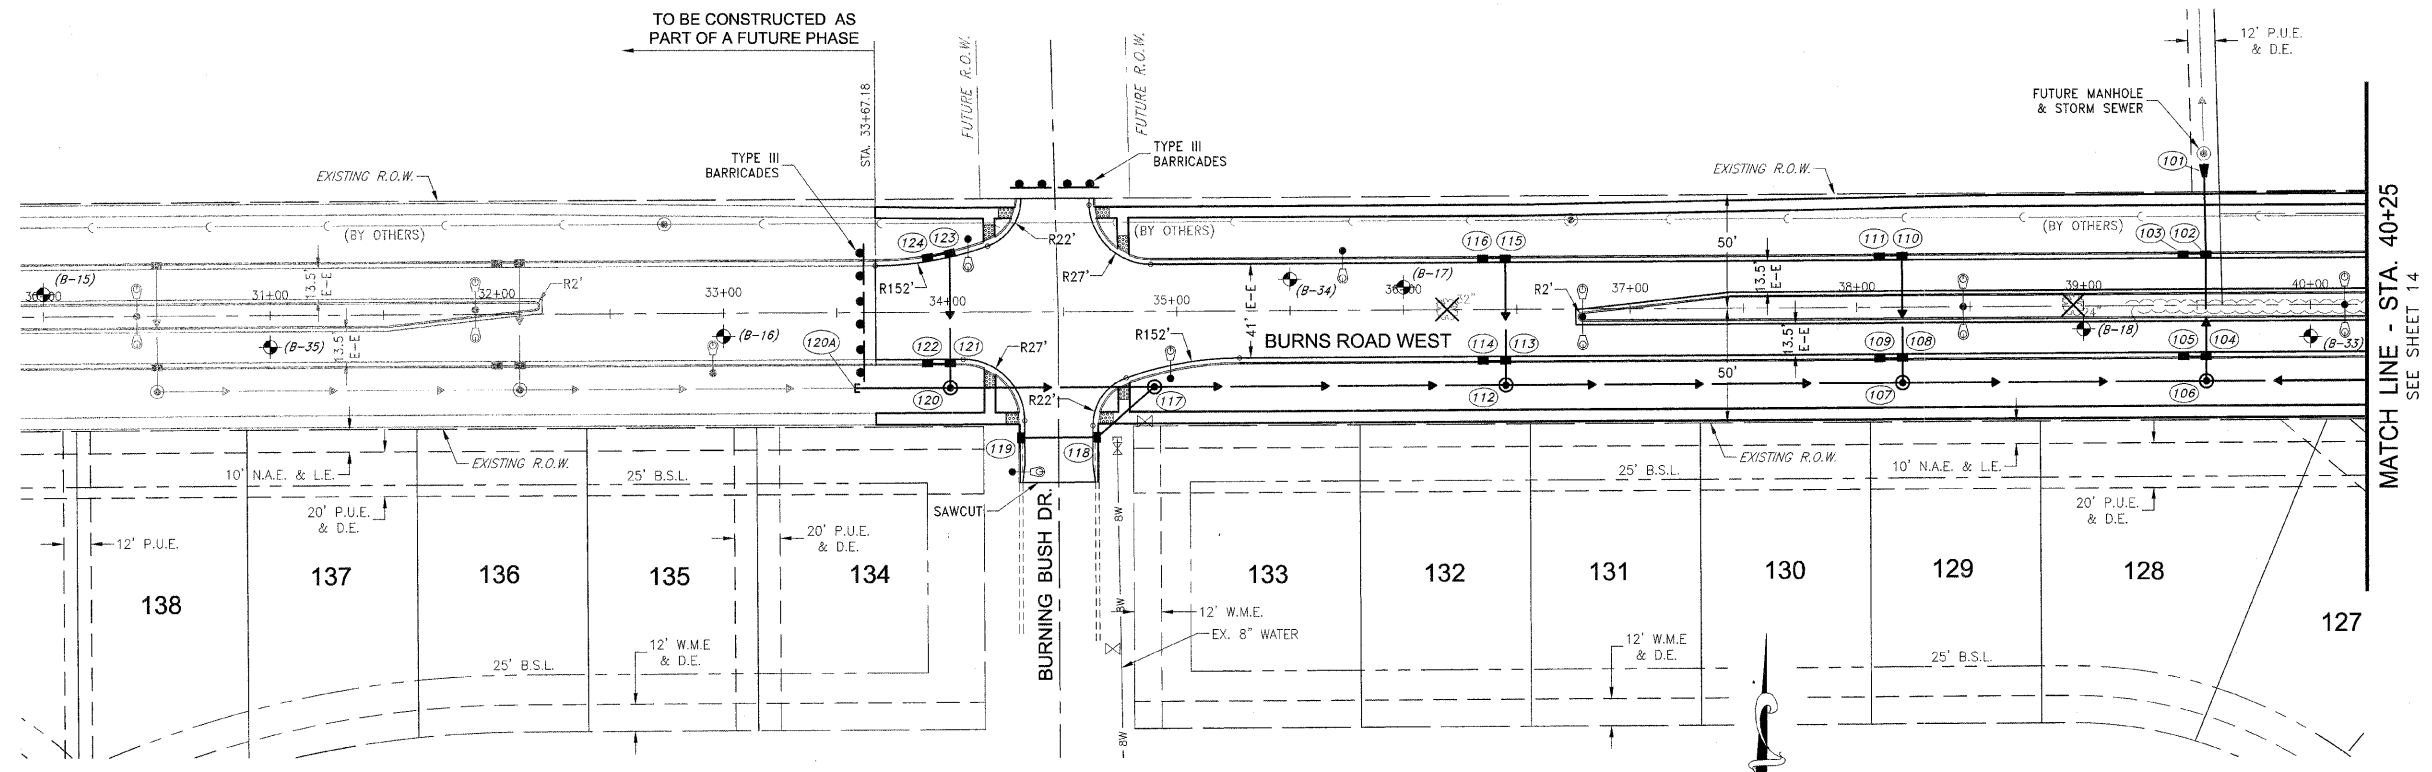 TO BE CONSTRUCTED AS
PART OF A FUTURE PHASE
STA. 33+67.18
FUTURE R.O.W.
FUTURE R.O.W.
12' P.U.E.
& D.E.
FUTURE MANHOLE
& STORM SEWER
TYPE III
BARRICADES
TYPE III
BARRICADES
EXISTING R.O.W.
EXISTING R.O.W.
101
(BY OTHERS)
(BY OTHERS)
(BY OTHERS)
124
123
R22'
R27'
116
115
50'
111
110
103
102
(B-15)
31+00
13.5'
E-E
32+00
R2'
33+00
R152'
34+00
35+00
41' E-E
(B-34)
(B-17)
R2'
37+00
13.5'
E-E
38+00
39+00
40+00
(B-35)
13.5'
E-E
(B-16)
120A
122
121
R27'
R152'
BURNS ROAD WEST
114
113
13.5'
E-E
109
108
(B-18)
105
104
(B-33)
120
R22'
117
112
50'
107
106
MATCH LINE - STA. 40+25
SEE SHEET 14
119
118
EXISTING R.O.W.
EXISTING R.O.W.
10' N.A.E. & L.E.
25' B.S.L.
25' B.S.L.
10' N.A.E. & L.E.
SAWCUT
20' P.U.E.
& D.E.
20' P.U.E.
& D.E.
12' P.U.E.
20' P.U.E.
& D.E.
8W
BURNING BUSH DR.
138
137
136
135
134
133
132
131
130
129
128
127
8W
12' W.M.E.
EX. 8" WATER
12' W.M.E
& D.E.
12' W.M.E
& D.E.
25' B.S.L.
25' B.S.L.
8W